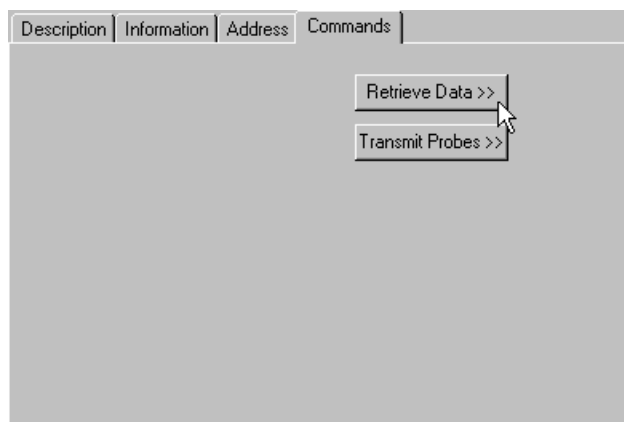 Description Information Address Commands
Retrieve Data >>
Transmit Probes >>